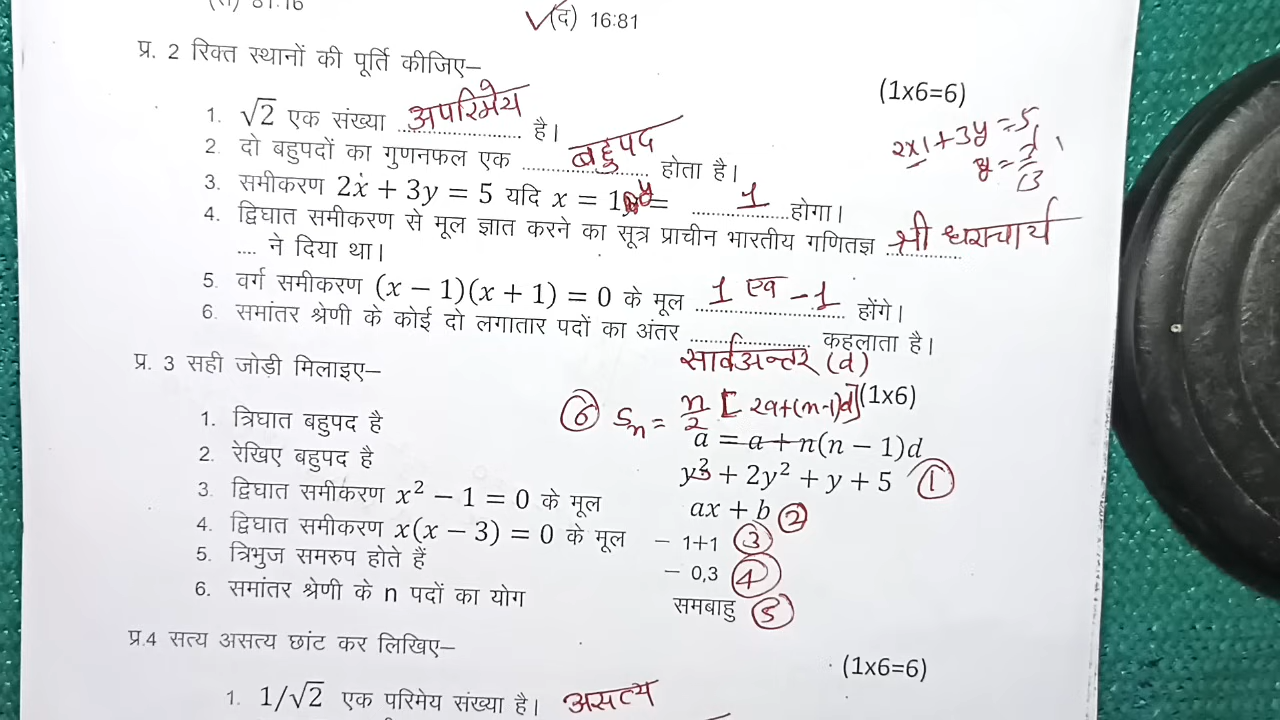 (द) 16:81
प्र. 2 रिक्त स्थानों की पूर्ति कीजिए–
(1x6=6)
1. √2 एक संख्या अपरिमेय है।
2x1+3y=5
2. दो बहुपदों का गुणनफल एक बहुपद होता है।
3. समीकरण 2x + 3y = 5 यदि x = 1, y = 1 होगा।
4. द्विघात समीकरण से मूल ज्ञात करने का सूत्र प्राचीन भारतीय गणितज्ञ श्री धराचार्य
.... ने दिया था।
5. वर्ग समीकरण (x − 1)(x + 1) = 0 के मूल 1 एव -1 होंगे।
6. समांतर श्रेणी के कोई दो लगातार पदों का अंतर .............................. कहलाता है।
सार्वअन्तर (d)
प्र. 3 सही जोड़ी मिलाइए–
(1x6)
⑥ Sn = n/2 [2a+(n-1)d]
1. त्रिघात बहुपद है
a = a + n(n − 1)d
2. रेखिए बहुपद है
y³ + 2y² + y + 5 ①
3. द्विघात समीकरण x² − 1 = 0 के मूल
ax + b ②
4. द्विघात समीकरण x(x − 3) = 0 के मूल
− 1+1 ③
5. त्रिभुज समरुप होते हैं
− 0,3 ④
6. समांतर श्रेणी के n पदों का योग
समबाहु ⑤
प्र.4 सत्य असत्य छांट कर लिखिए–
(1x6=6)
1. 1/√2 एक परिमेय संख्या है। असत्य